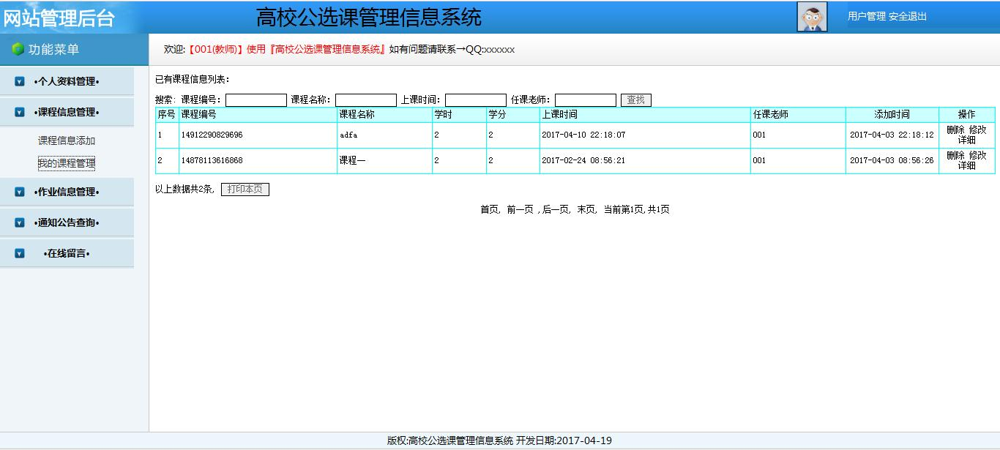 网站管理后台
高校公选课管理信息系统
用户管理 安全退出
功能菜单
欢迎:【001(教师)】使用『高校公选课管理信息系统』如有问题请联系→QQ:xxxxxx
•个人资料管理•
•课程信息管理•
课程信息添加
我的课程管理
•作业信息管理•
•通知公告查询•
•在线留言•
已有课程信息列表：
搜索：课程编号： 课程名称： 上课时间： 任课老师： 查找
序号 课程编号 课程名称 学时 学分 上课时间 任课老师 添加时间 操作
1 14912290829696 adfa 2 2 2017-04-10 22:18:07 001 2017-04-03 22:18:12 删除 修改
详细
2 14878113616868 课程一 2 2 2017-02-24 08:56:21 001 2017-04-03 08:56:26 删除 修改
详细
以上数据共2条， 打印本页
首页, 前一页 ,后一页, 末页, 当前第1页,共1页
版权:高校公选课管理信息系统 开发日期:2017-04-19